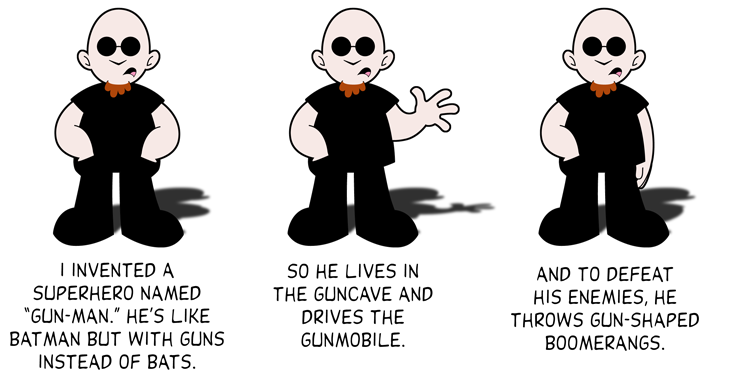 I INVENTED A
SUPERHERO NAMED
"GUN-MAN." HE'S LIKE
BATMAN BUT WITH GUNS
INSTEAD OF BATS.
SO HE LIVES IN
THE GUNCAVE AND
DRIVES THE
GUNMOBILE.
AND TO DEFEAT
HIS ENEMIES, HE
THROWS GUN-SHAPED
BOOMERANGS.